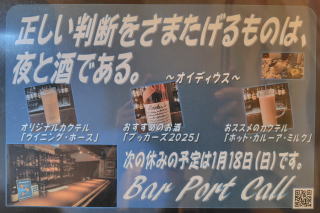 正しい判断をさまたげるものは、
夜と酒である。 〜オイディウス〜
オリジナルカクテル
「ウイニング・ホース」
おすすめのお酒
「ブッカーズ2025」
おススメのカクテル
「ホット・カルーア・ミルク」
次の休みの予定は1月18日(日)です。
Bar Port Call